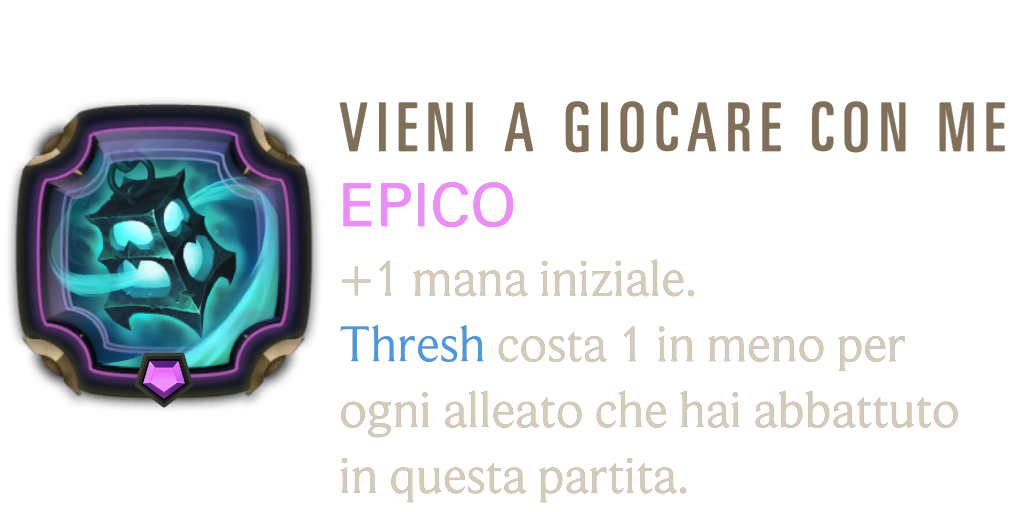 VIENI A GIOCARE CON ME
EPICO
+1 mana iniziale.
Thresh costa 1 in meno per
ogni alleato che hai abbattuto
in questa partita.